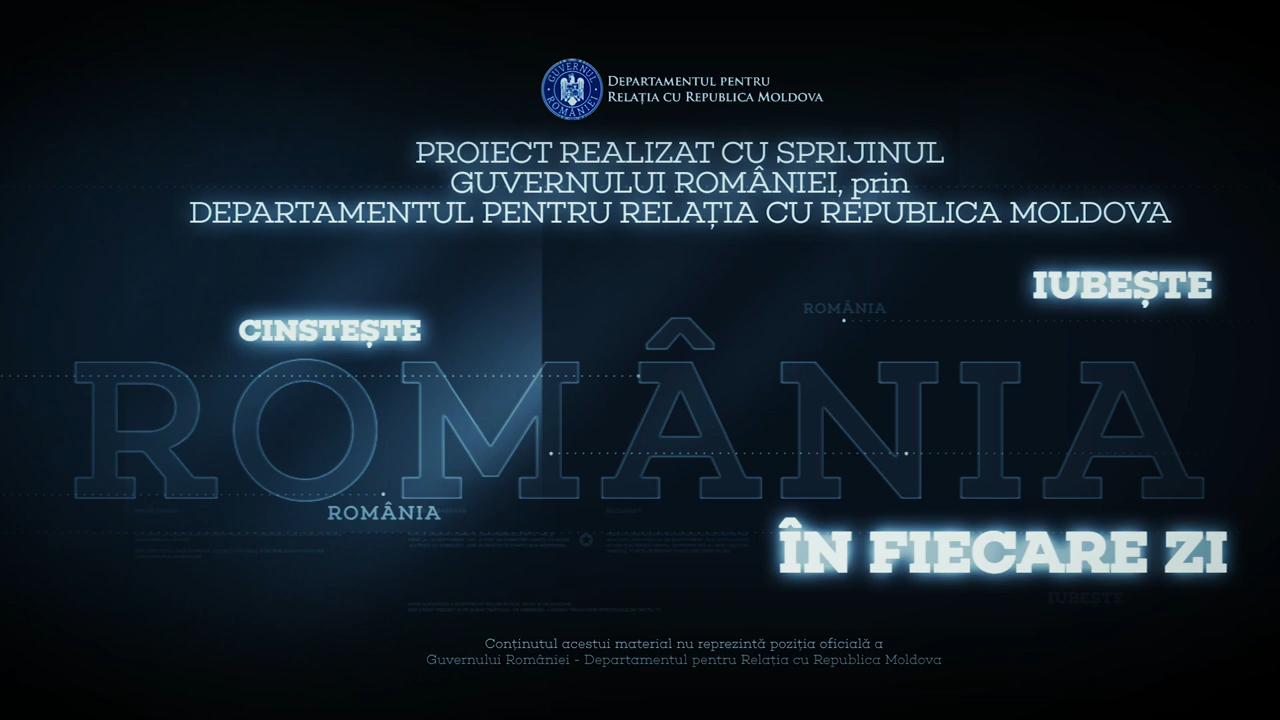 GUVERNUL ROMÂNIEI
DEPARTAMENTUL PENTRU
RELAȚIA CU REPUBLICA MOLDOVA
PROIECT REALIZAT CU SPRIJINUL
GUVERNULUI ROMÂNIEI, prin
DEPARTAMENTUL PENTRU RELAȚIA CU REPUBLICA MOLDOVA
IUBEȘTE
ROMÂNIA
CINSTEȘTE
ROMÂNIA
ROMÂNIA
ÎN FIECARE ZI
IUBEȘTE
Conținutul acestui material nu reprezintă poziția oficială a
Guvernului României - Departamentul pentru Relația cu Republica Moldova